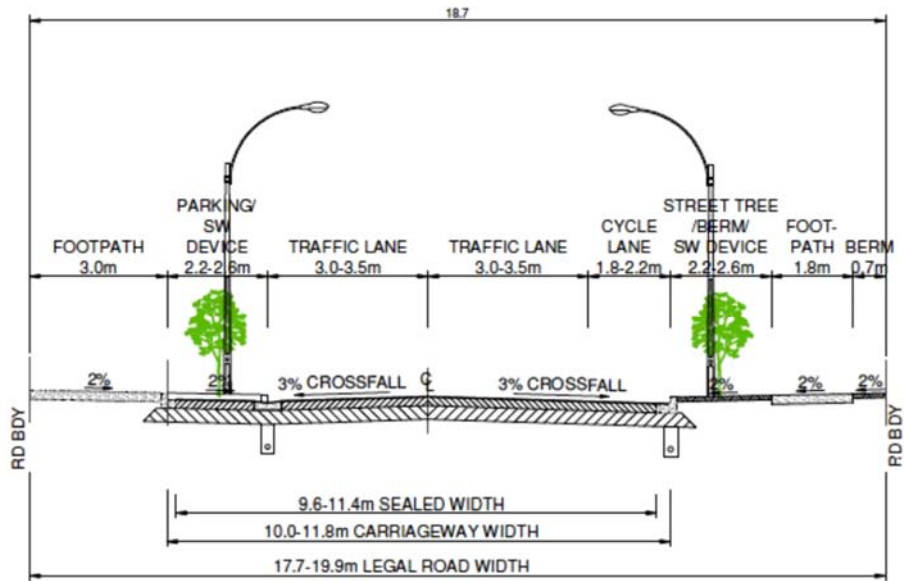 18.7
PARKING/
SW
DEVICE
2.2-2.6m
STREET TREE
/BERM/
SW DEVICE
2.2-2.6m
FOOTPATH
3.0m
TRAFFIC LANE
3.0-3.5m
TRAFFIC LANE
3.0-3.5m
CYCLE
LANE
1.8-2.2m
FOOT-
PATH
1.8m
BERM
0.7m
2%
2%
3% CROSSFALL
℄
3% CROSSFALL
2%
2%
2%
RD BDY
RD BDY
9.6-11.4m SEALED WIDTH
10.0-11.8m CARRIAGEWAY WIDTH
17.7-19.9m LEGAL ROAD WIDTH